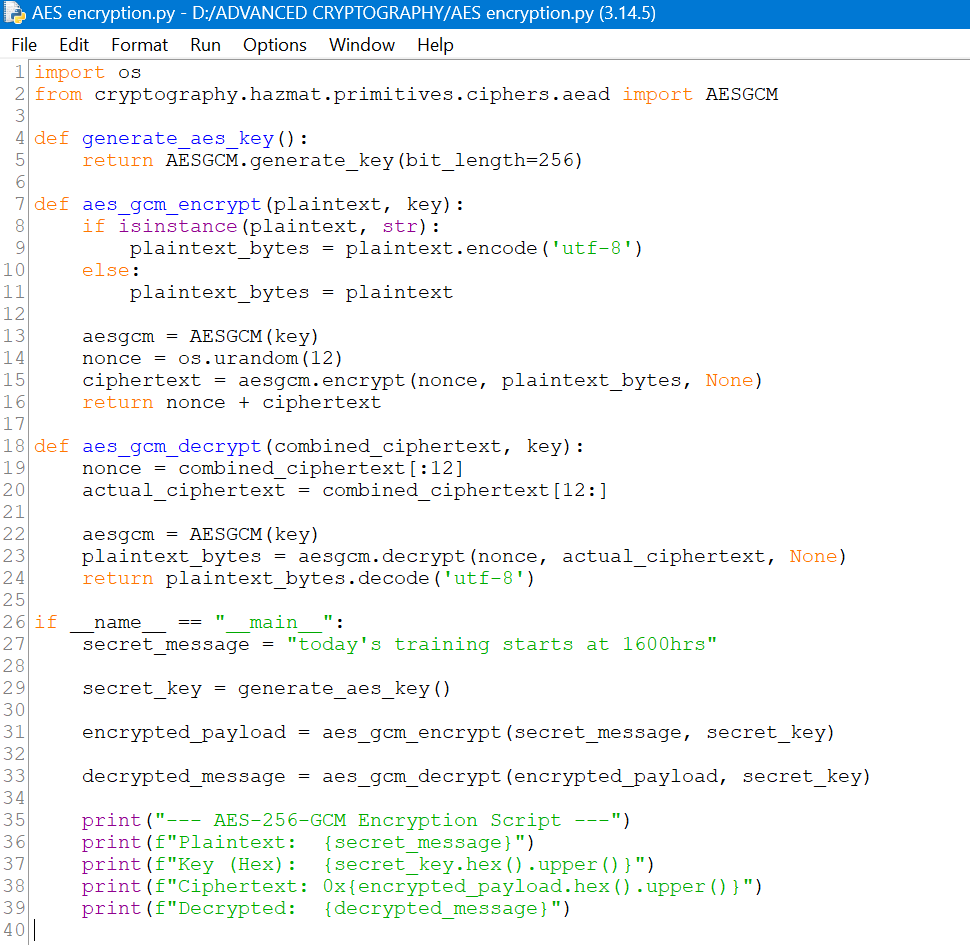 AES encryption.py - D:/ADVANCED CRYPTOGRAPHY/AES encryption.py (3.14.5)
File Edit Format Run Options Window Help
1 import os
2 from cryptography.hazmat.primitives.ciphers.aead import AESGCM
3
4 def generate_aes_key():
5     return AESGCM.generate_key(bit_length=256)
6
7 def aes_gcm_encrypt(plaintext, key):
8     if isinstance(plaintext, str):
9         plaintext_bytes = plaintext.encode('utf-8')
10     else:
11         plaintext_bytes = plaintext
12
13     aesgcm = AESGCM(key)
14     nonce = os.urandom(12)
15     ciphertext = aesgcm.encrypt(nonce, plaintext_bytes, None)
16     return nonce + ciphertext
17
18 def aes_gcm_decrypt(combined_ciphertext, key):
19     nonce = combined_ciphertext[:12]
20     actual_ciphertext = combined_ciphertext[12:]
21
22     aesgcm = AESGCM(key)
23     plaintext_bytes = aesgcm.decrypt(nonce, actual_ciphertext, None)
24     return plaintext_bytes.decode('utf-8')
25
26 if __name__ == "__main__":
27     secret_message = "today's training starts at 1600hrs"
28
29     secret_key = generate_aes_key()
30
31     encrypted_payload = aes_gcm_encrypt(secret_message, secret_key)
32
33     decrypted_message = aes_gcm_decrypt(encrypted_payload, secret_key)
34
35     print("--- AES-256-GCM Encryption Script ---")
36     print(f"Plaintext:  {secret_message}")
37     print(f"Key (Hex):  {secret_key.hex().upper()}")
38     print(f"Ciphertext: 0x{encrypted_payload.hex().upper()}")
39     print(f"Decrypted:  {decrypted_message}")
40